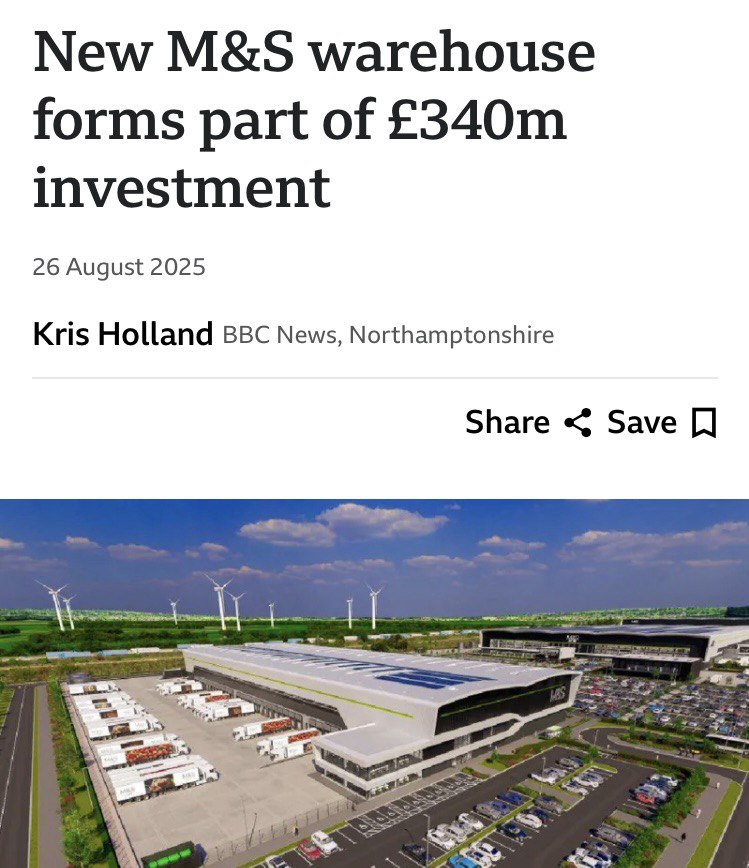 New M&S warehouse
forms part of £340m
investment
26 August 2025
Kris Holland BBC News, Northamptonshire
Share Save
M&S